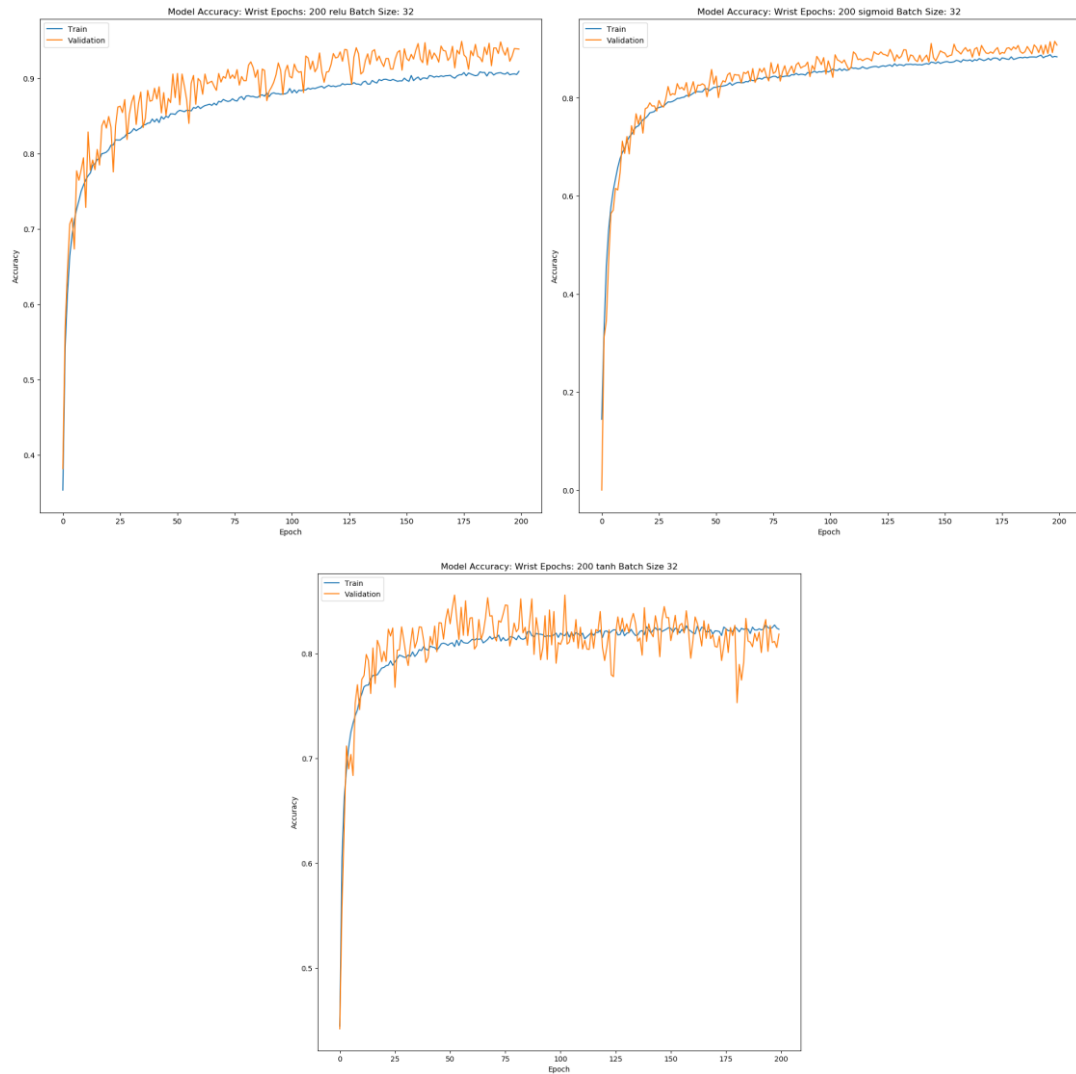 Model Accuracy: Wrist Epochs: 200 relu Batch Size: 32
Train
Validation
Accuracy
0.9
0.8
0.7
0.6
0.5
0.4
0
25
50
75
100
125
150
175
200
Epoch
Model Accuracy: Wrist Epochs: 200 sigmoid Batch Size: 32
Train
Validation
Accuracy
0.8
0.6
0.4
0.2
0.0
0
25
50
75
100
125
150
175
200
Epoch
Model Accuracy: Wrist Epochs: 200 tanh Batch Size 32
Train
Validation
Accuracy
0.8
0.7
0.6
0.5
0
25
50
75
100
125
150
175
200
Epoch